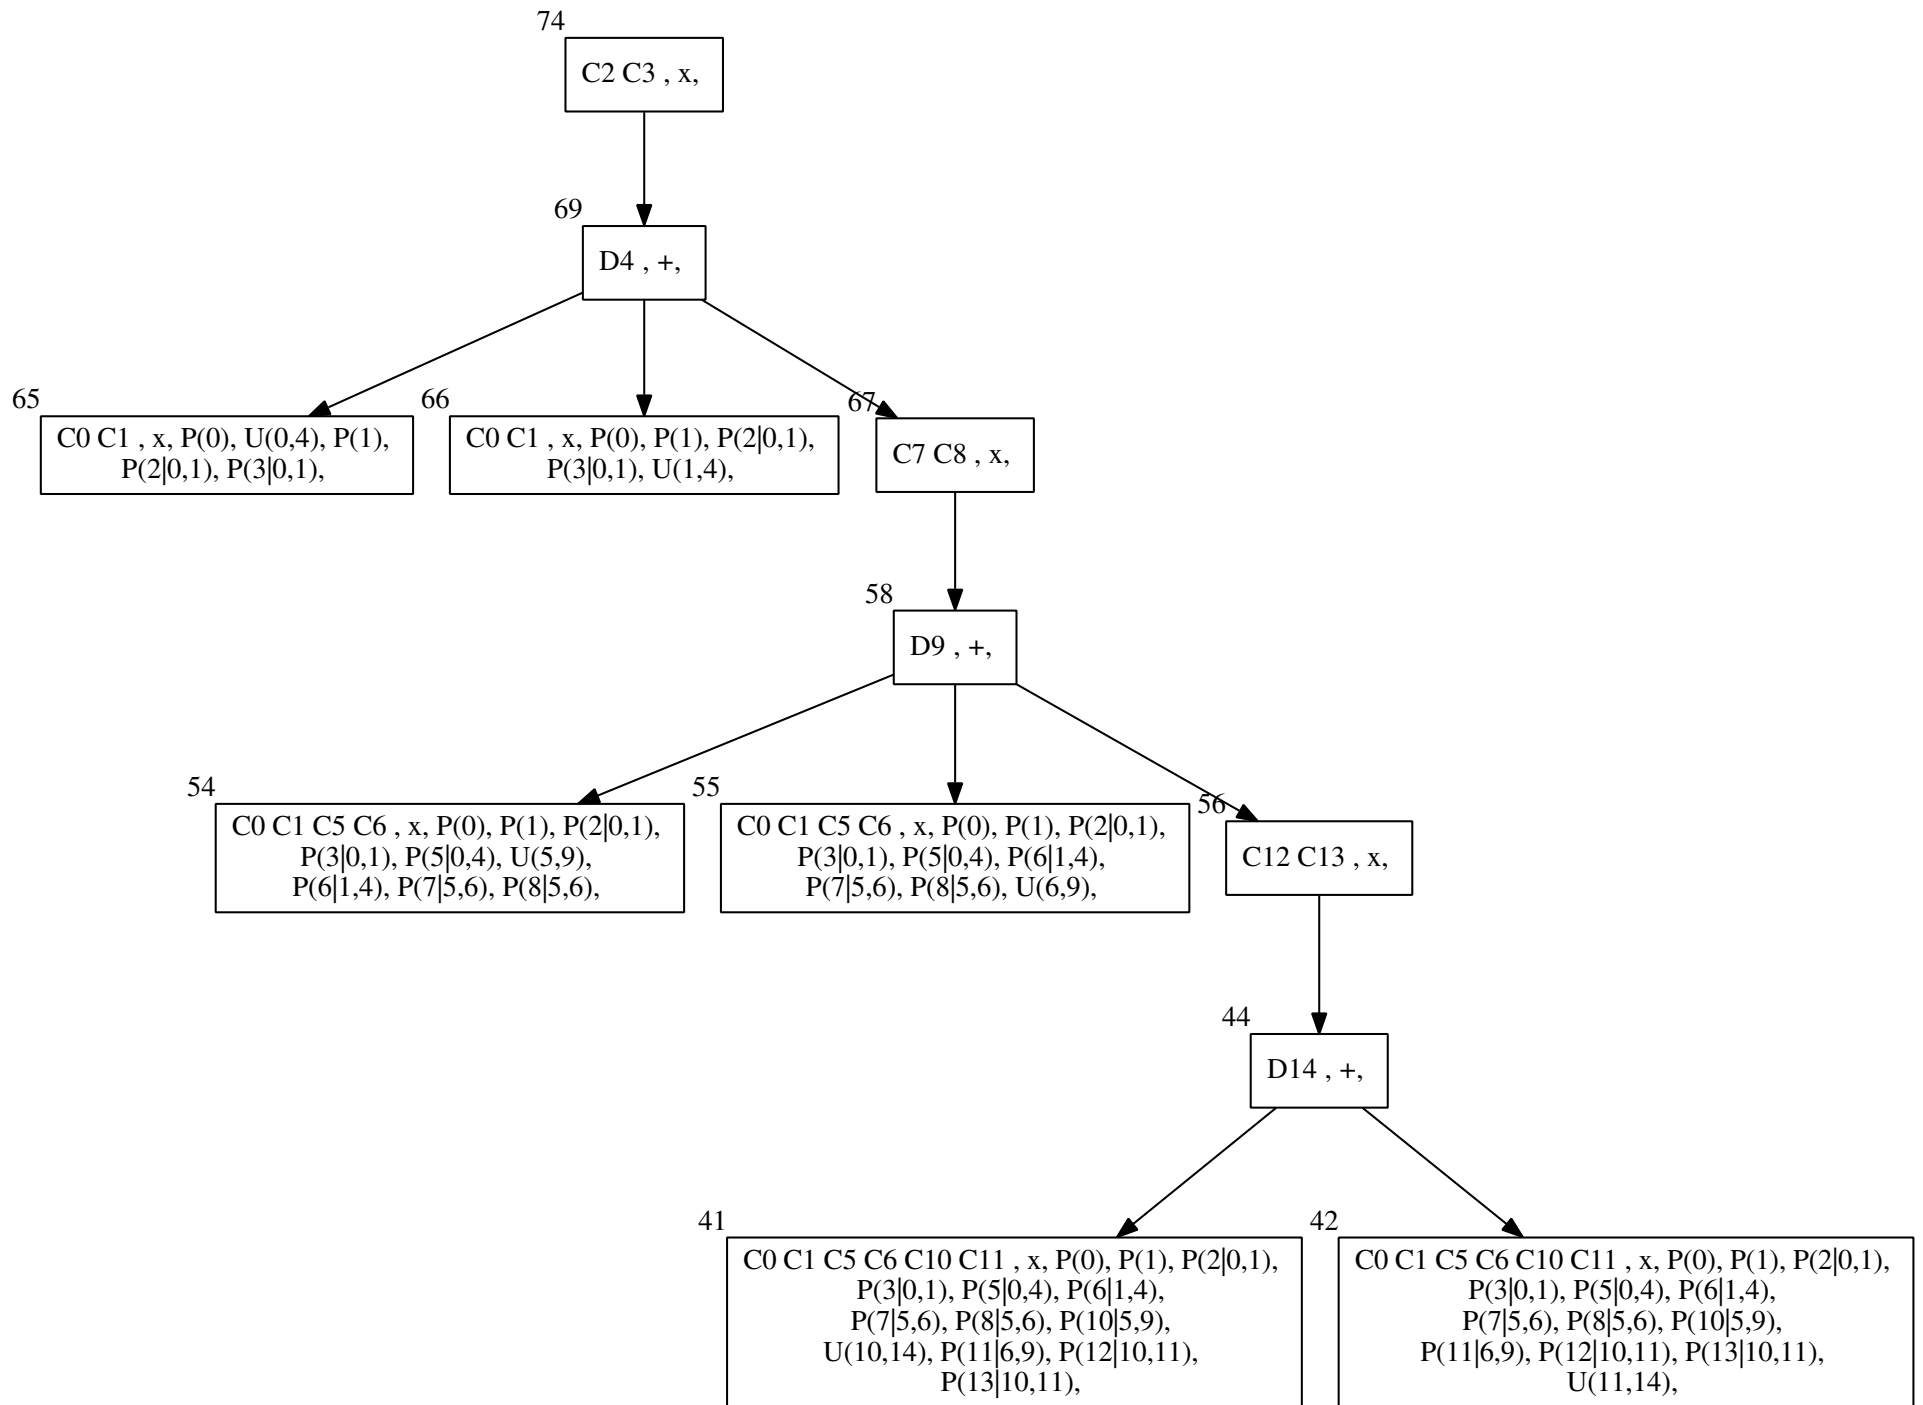 74
C2 C3 , x,
69
D4 , +,
65
C0 C1 , x, P(0), U(0,4), P(1),
P(2|0,1), P(3|0,1),
66
C0 C1 , x, P(0), P(1), P(2|0,1),
P(3|0,1), U(1,4),
67
C7 C8 , x,
58
D9 , +,
54
C0 C1 C5 C6 , x, P(0), P(1), P(2|0,1),
P(3|0,1), P(5|0,4), U(5,9),
P(6|1,4), P(7|5,6), P(8|5,6),
55
C0 C1 C5 C6 , x, P(0), P(1), P(2|0,1),
P(3|0,1), P(5|0,4), P(6|1,4),
P(7|5,6), P(8|5,6), U(6,9),
56
C12 C13 , x,
44
D14 , +,
41
C0 C1 C5 C6 C10 C11 , x, P(0), P(1), P(2|0,1),
P(3|0,1), P(5|0,4), P(6|1,4),
P(7|5,6), P(8|5,6), P(10|5,9),
U(10,14), P(11|6,9), P(12|10,11),
P(13|10,11),
42
C0 C1 C5 C6 C10 C11 , x, P(0), P(1), P(2|0,1),
P(3|0,1), P(5|0,4), P(6|1,4),
P(7|5,6), P(8|5,6), P(10|5,9),
P(11|6,9), P(12|10,11), P(13|10,11),
U(11,14),